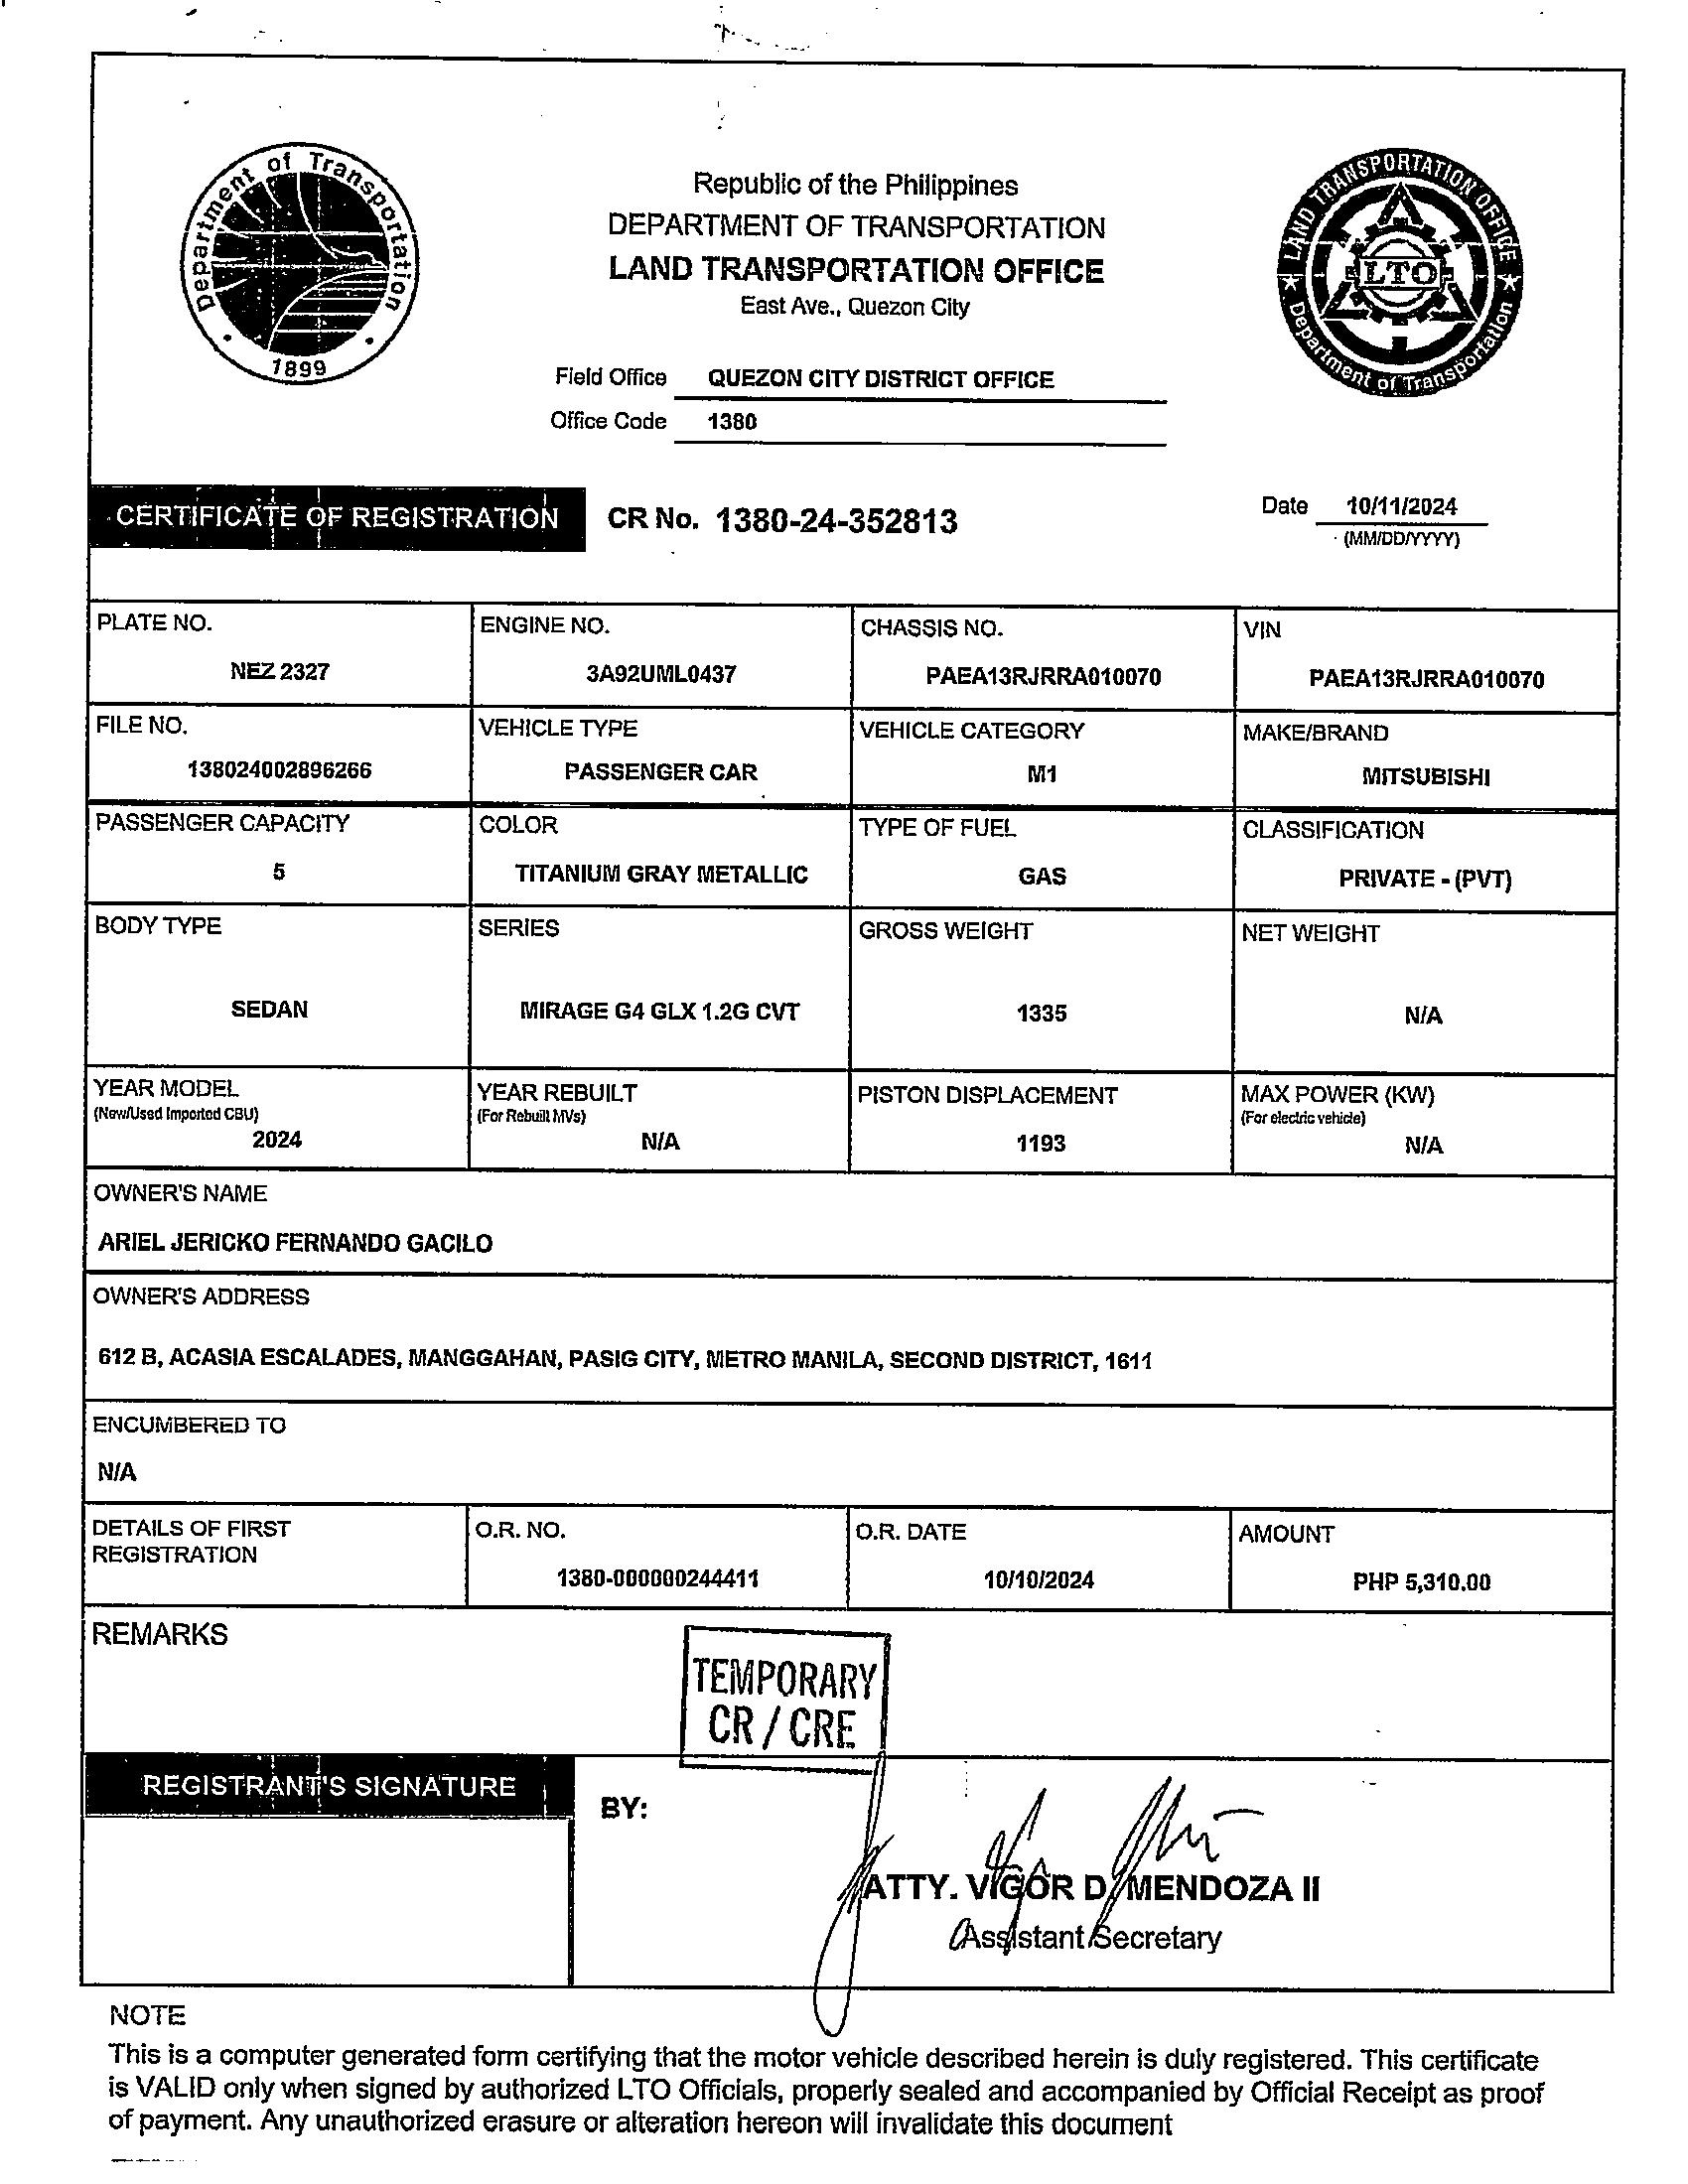 Department of Transportation
1899
Republic of the Philippines
DEPARTMENT OF TRANSPORTATION
LAND TRANSPORTATION OFFICE
East Ave., Quezon City
LAND TRANSPORTATION OFFICE
LTO
Department of Transportation
Field Office QUEZON CITY DISTRICT OFFICE
Office Code 1380
CERTIFICATE OF REGISTRATION CR No. 1380-24-352813 Date 10/11/2024
(MM/DD/YYYY)
PLATE NO. ENGINE NO. CHASSIS NO. VIN
NEZ 2327 3A92UML0437 PAEA13RJRRA010070 PAEA13RJRRA010070
FILE NO. VEHICLE TYPE VEHICLE CATEGORY MAKE/BRAND
138024002896266 PASSENGER CAR M1 MITSUBISHI
PASSENGER CAPACITY COLOR TYPE OF FUEL CLASSIFICATION
5 TITANIUM GRAY METALLIC GAS PRIVATE - (PVT)
BODY TYPE SERIES GROSS WEIGHT NET WEIGHT
SEDAN MIRAGE G4 GLX 1.2G CVT 1335 N/A
YEAR MODEL YEAR REBUILT PISTON DISPLACEMENT MAX POWER (KW)
(New/Used Imported CBU) (For Rebuilt MVs) (For electric vehicle)
2024 N/A 1193 N/A
OWNER'S NAME
ARIEL JERICKO FERNANDO GACILO
OWNER'S ADDRESS
612 B, ACASIA ESCALADES, MANGGAHAN, PASIG CITY, METRO MANILA, SECOND DISTRICT, 1611
ENCUMBERED TO
N/A
DETAILS OF FIRST O.R. NO. O.R. DATE AMOUNT
REGISTRATION
1380-000000244411 10/10/2024 PHP 5,310.00
REMARKS
TEMPORARY
CR / CRE
REGISTRANT'S SIGNATURE
BY:
ATTY. VIGOR D. MENDOZA II
Assistant Secretary
NOTE
This is a computer generated form certifying that the motor vehicle described herein is duly registered. This certificate
is VALID only when signed by authorized LTO Officials, properly sealed and accompanied by Official Receipt as proof
of payment. Any unauthorized erasure or alteration hereon will invalidate this document